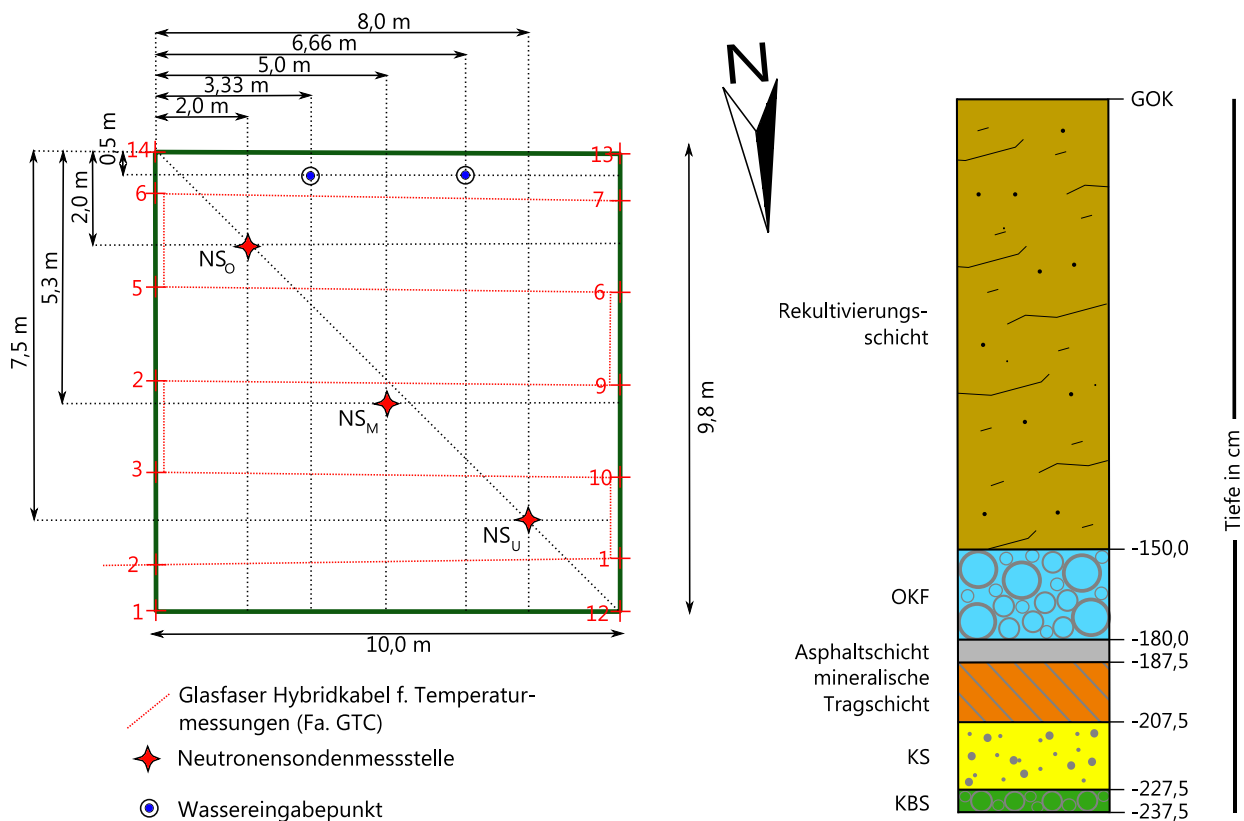 8,0 m
6,66 m
5,0 m
3,33 m
2,0 m
0,5 m
2,0 m
5,3 m
7,5 m
14
13
6
7
NSO
5
6
2
9
NSM
3
10
NSU
2
1
1
12
9,8 m
10,0 m
N
Glasfaser Hybridkabel f. Temperatur-
messungen (Fa. GTC)
Neutronensondenmessstelle
Wassereingabepunkt
GOK
Rekultivierungs-
schicht
-150,0
OKF
-180,0
Asphaltschicht
-187,5
mineralische
Tragschicht
-207,5
KS
-227,5
KBS
-237,5
Tiefe in cm